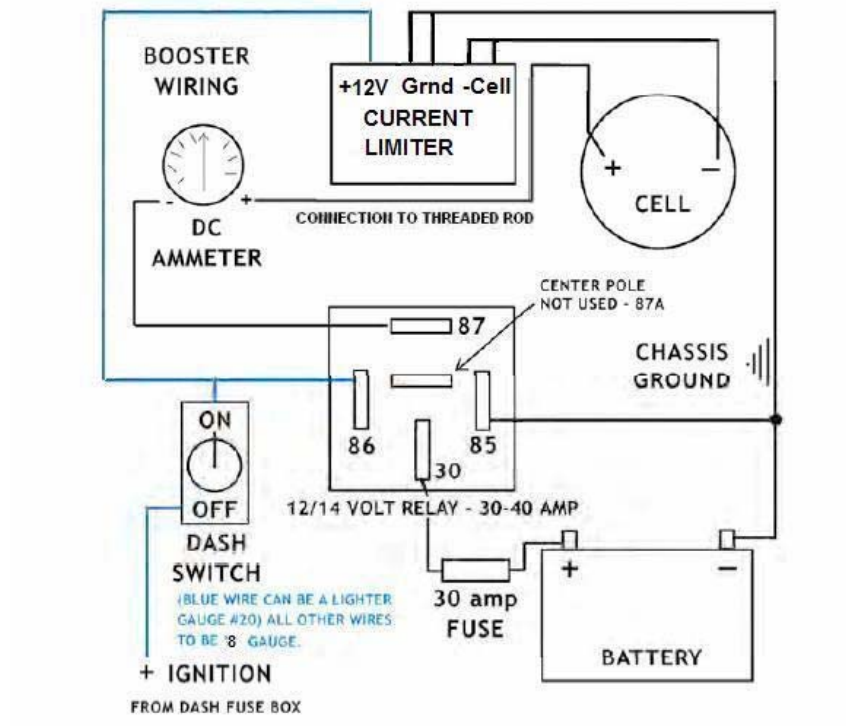 BOOSTER
WIRING
+12V Grnd -Cell
CURRENT
LIMITER
+ −
CELL
- +
DC
AMMETER
CONNECTION TO THREADED ROD
CENTER POLE
NOT USED - 87A
87
CHASSIS
GROUND
86
85
30
ON
OFF
DASH
SWITCH
12/14 VOLT RELAY - 30-40 AMP
(BLUE WIRE CAN BE A LIGHTER
GAUGE #20) ALL OTHER WIRES
TO BE '8 GAUGE.
30 amp
FUSE
+ −
BATTERY
+ IGNITION
FROM DASH FUSE BOX